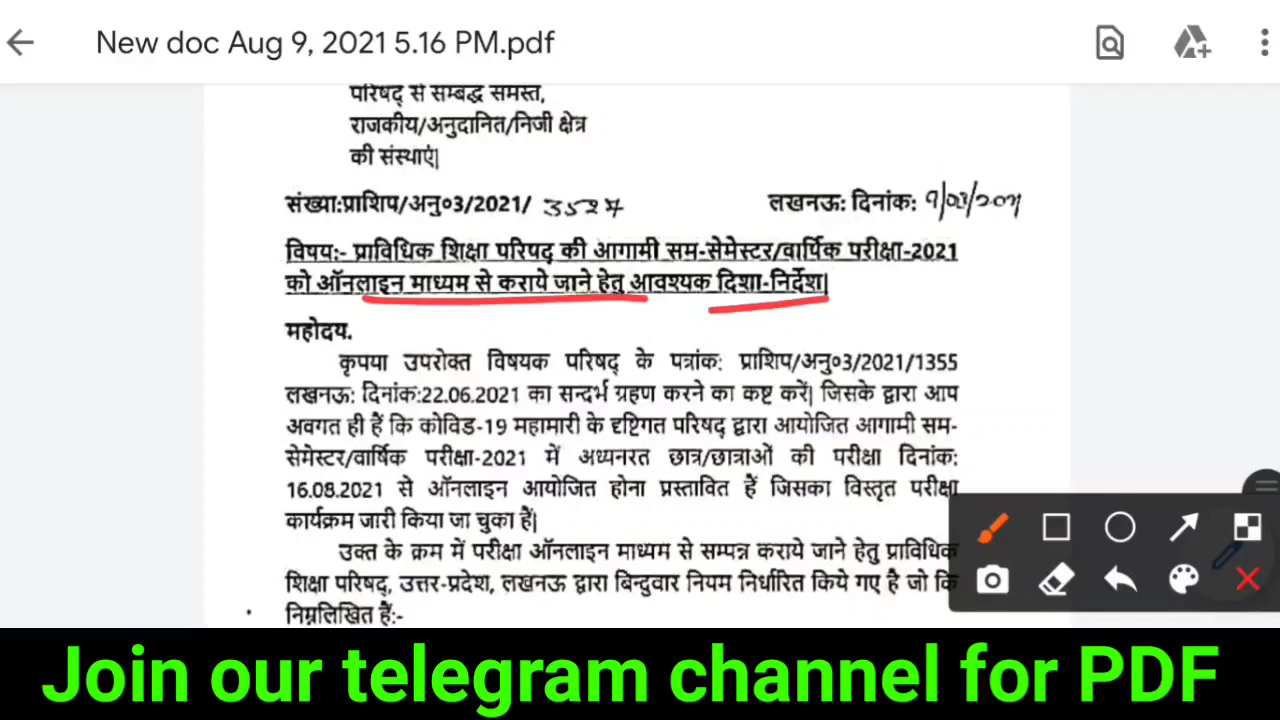 New doc Aug 9, 2021 5.16 PM.pdf
परिषद् से सम्बद्ध समस्त,
राजकीय/अनुदानित/निजी क्षेत्र
की संस्थाएं|
संख्या:प्राशिप/अनु०3/2021/ 3527 लखनऊ: दिनांक:
विषय:- प्राविधिक शिक्षा परिषद् की आगामी सम-सेमेस्टर/वार्षिक परीक्षा-2021
को ऑनलाइन माध्यम से कराये जाने हेतु आवश्यक दिशा-निर्देश|
महोदय.
कृपया उपरोक्त विषयक परिषद् के पत्रांक: प्राशिप/अनु०3/2021/1355
लखनऊ: दिनांक:22.06.2021 का सन्दर्भ ग्रहण करने का कष्ट करें| जिसके द्वारा आप
अवगत ही हैं कि कोविड-19 महामारी के दृष्टिगत परिषद् द्वारा आयोजित आगामी सम-
सेमेस्टर/वार्षिक परीक्षा-2021 में अध्यनरत छात्र/छात्राओं की परीक्षा दिनांक:
16.08.2021 से ऑनलाइन आयोजित होना प्रस्तावित हैं जिसका विस्तृत परीक्षा
कार्यक्रम जारी किया जा चुका हैं|
उक्त के क्रम में परीक्षा ऑनलाइन माध्यम से सम्पन्न कराये जाने हेतु प्राविधिक
शिक्षा परिषद्, उत्तर-प्रदेश, लखनऊ द्वारा बिन्दुवार नियम निर्धारित किये गए है जो कि
निम्नलिखित हैं:-
Join our telegram channel for PDF